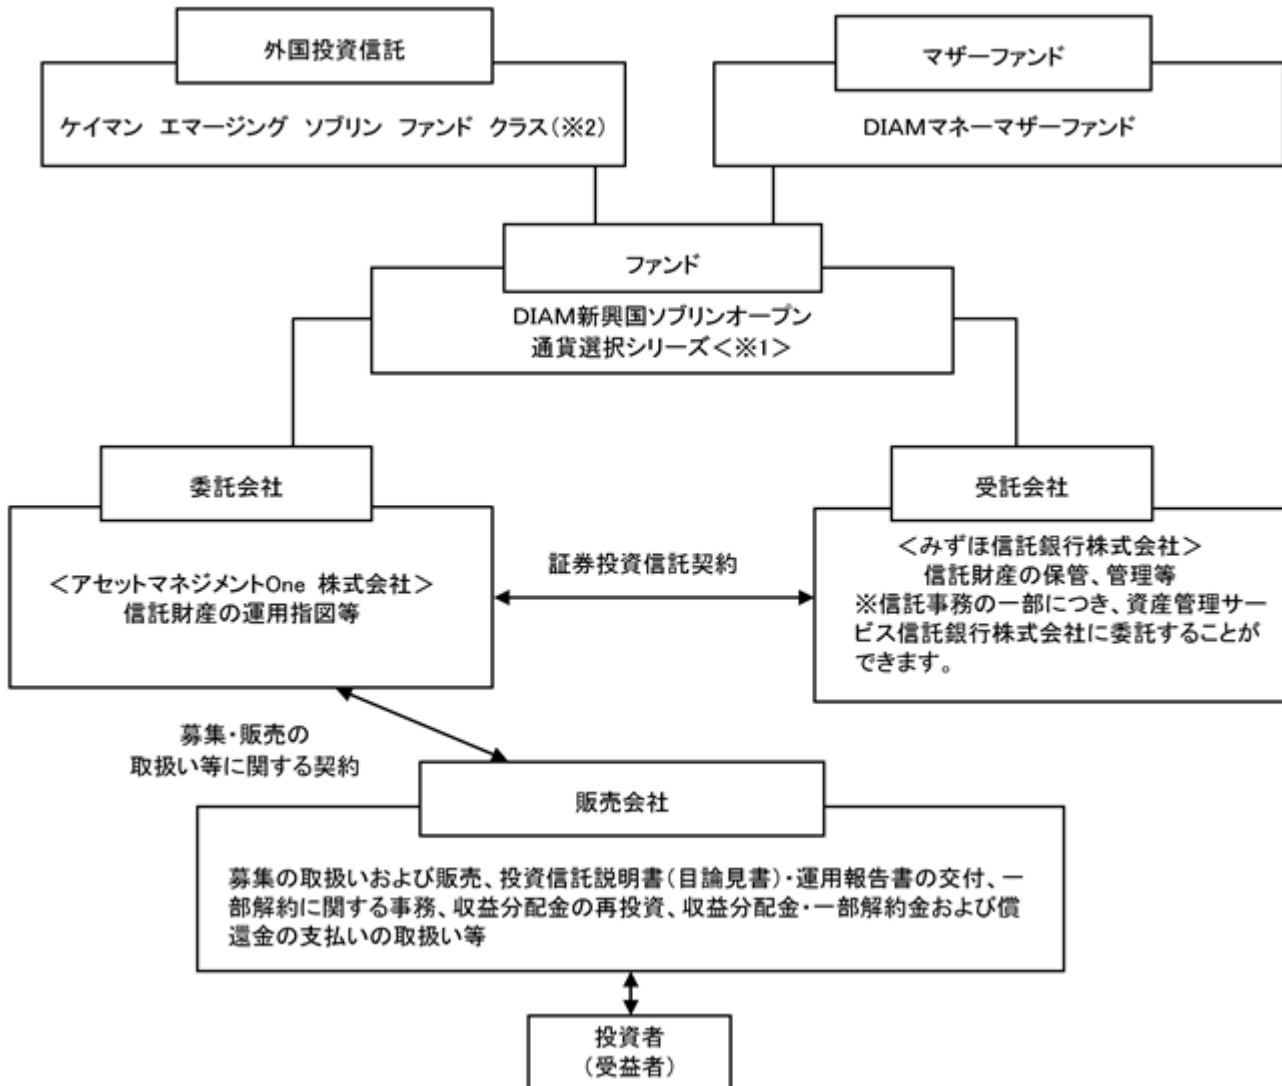 外国投資信託
ケイマン エマージング ソブリン ファンド クラス(※2)
マザーファンド
DIAMマネーマザーファンド
ファンド
DIAM新興国ソブリンオープン
通貨選択シリーズ<※1>
委託会社
<アセットマネジメントOne 株式会社>
信託財産の運用指図等
証券投資信託契約
受託会社
<みずほ信託銀行株式会社>
信託財産の保管、管理等
※信託事務の一部につき、資産管理サー
ビス信託銀行株式会社に委託することが
できます。
募集・販売の
取扱い等に関する契約
販売会社
募集の取扱いおよび販売、投資信託説明書(目論見書)・運用報告書の交付、一
部解約に関する事務、収益分配金の再投資、収益分配金・一部解約金および償
還金の支払いの取扱い等
投資者
(受益者)